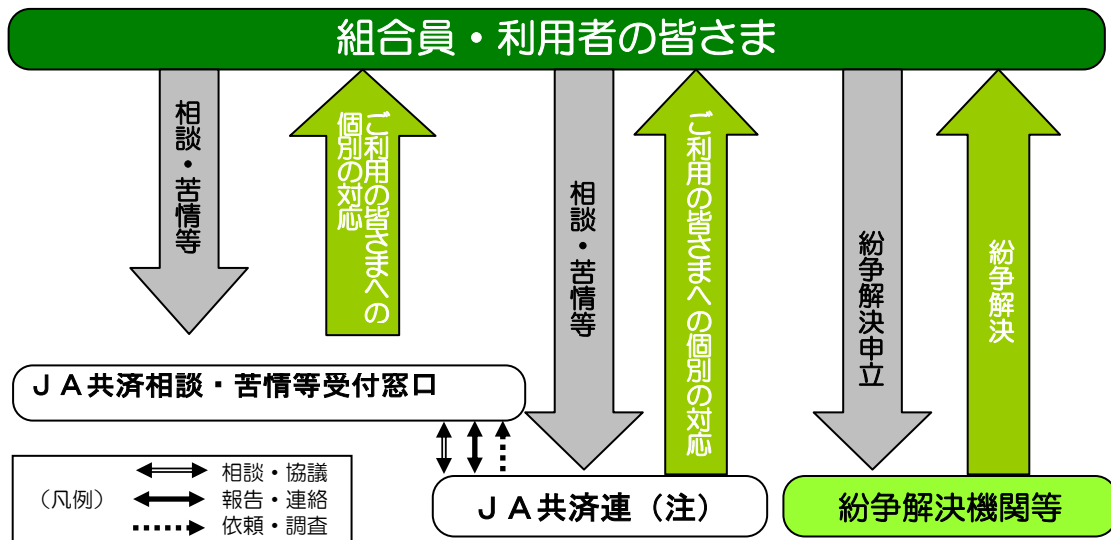 組合員・利用者の皆さま
相談・苦情等
ご利用の皆さまへの
個別の対応
相談・苦情等
ご利用の皆さまへの個別の対応
紛争解決申立
紛争解決
ＪＡ共済相談・苦情等受付窓口
（凡例）
相談・協議
報告・連絡
依頼・調査
ＪＡ共済連（注）
紛争解決機関等